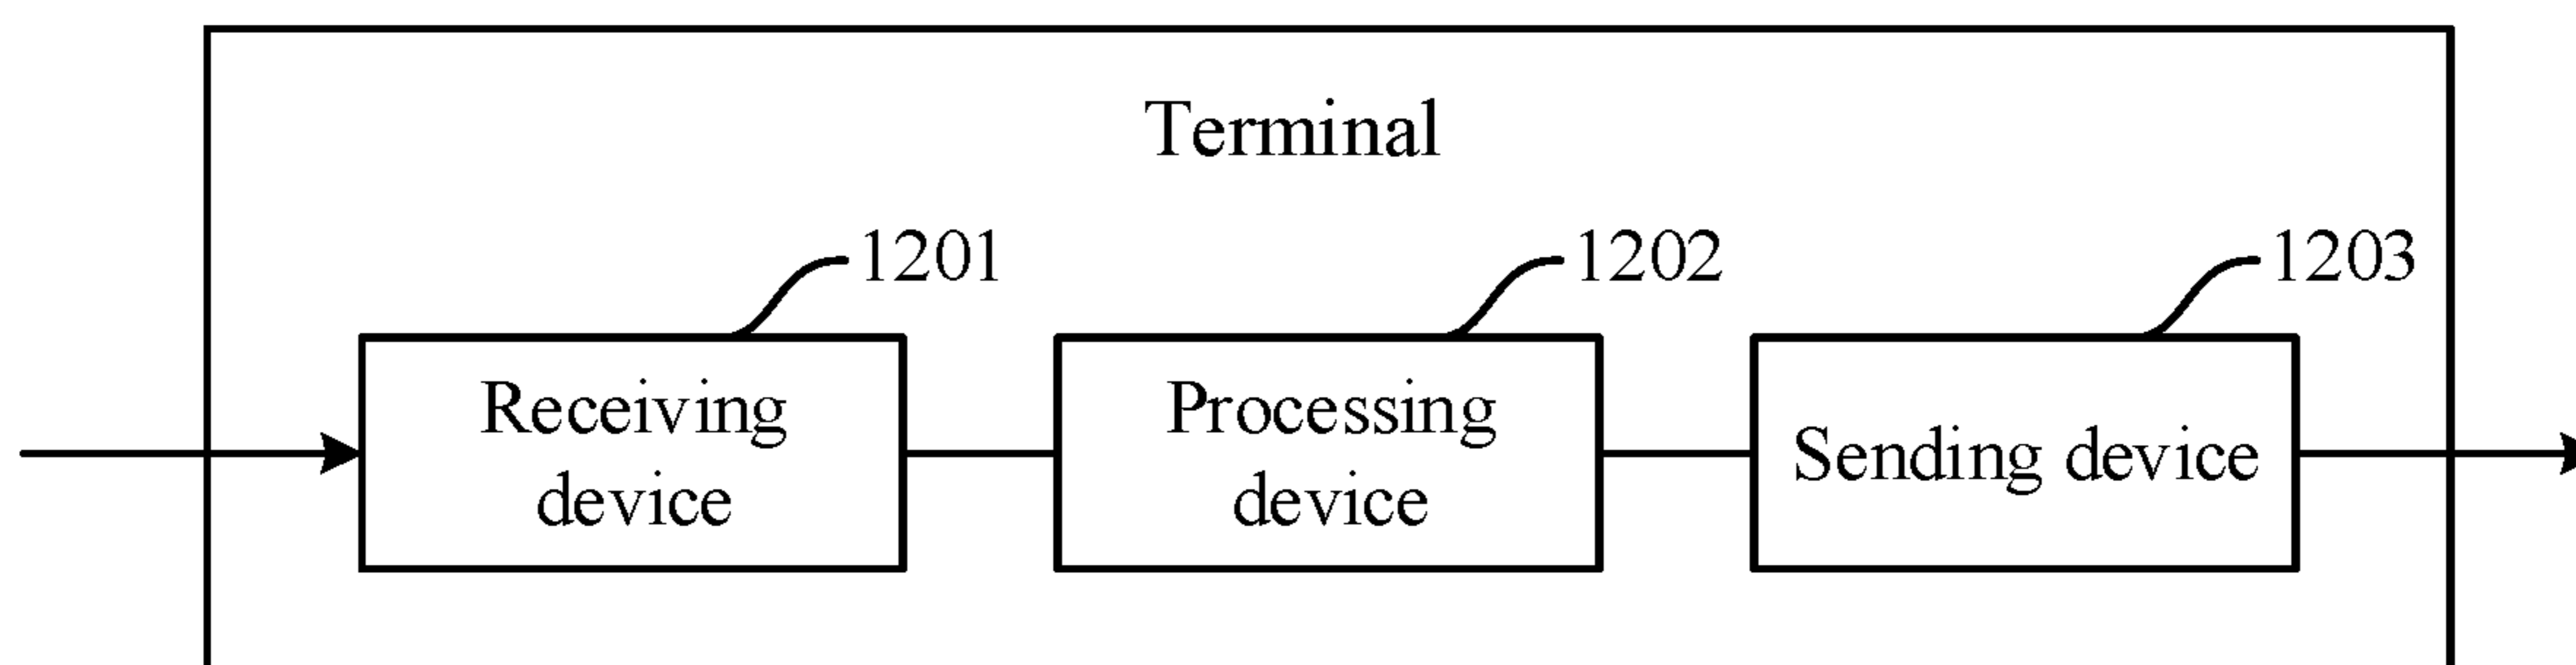 Terminal
1201
1202
1203
Receiving
device
Processing
device
Sending device